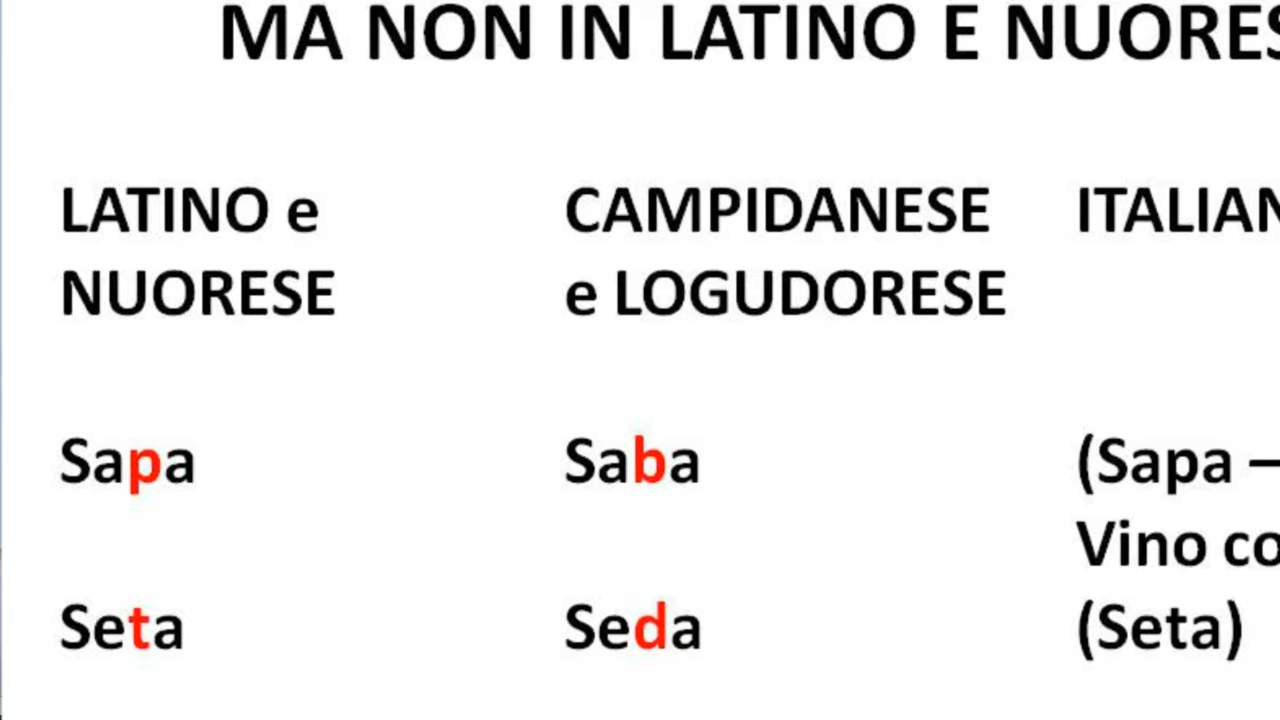 MA NON IN LATINO E NUORES
LATINO e CAMPIDANESE ITALIAN
NUORESE e LOGUDORESE
Sapa Saba (Sapa –
Vino co
Seta Seda (Seta)